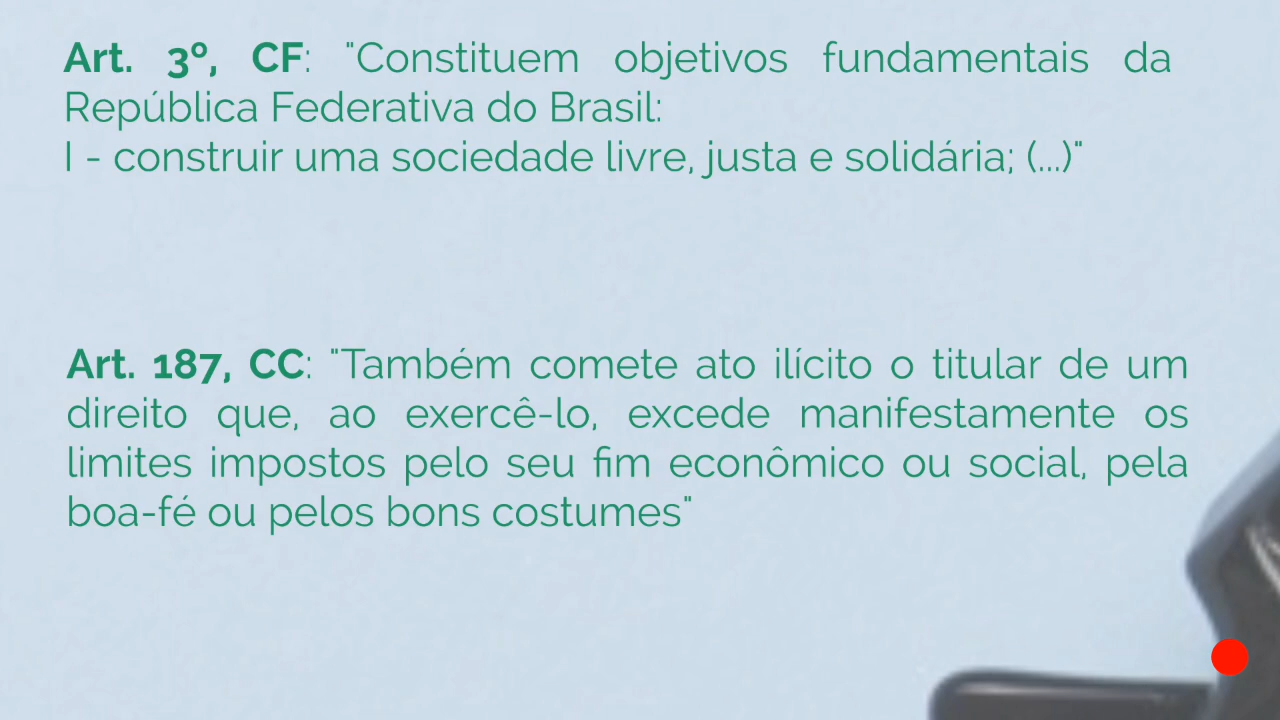 Art. 3º, CF: "Constituem objetivos fundamentais da
República Federativa do Brasil:
I - construir uma sociedade livre, justa e solidária; (...)"
Art. 187, CC: "Também comete ato ilícito o titular de um
direito que, ao exercê-lo, excede manifestamente os
limites impostos pelo seu fim econômico ou social, pela
boa-fé ou pelos bons costumes"